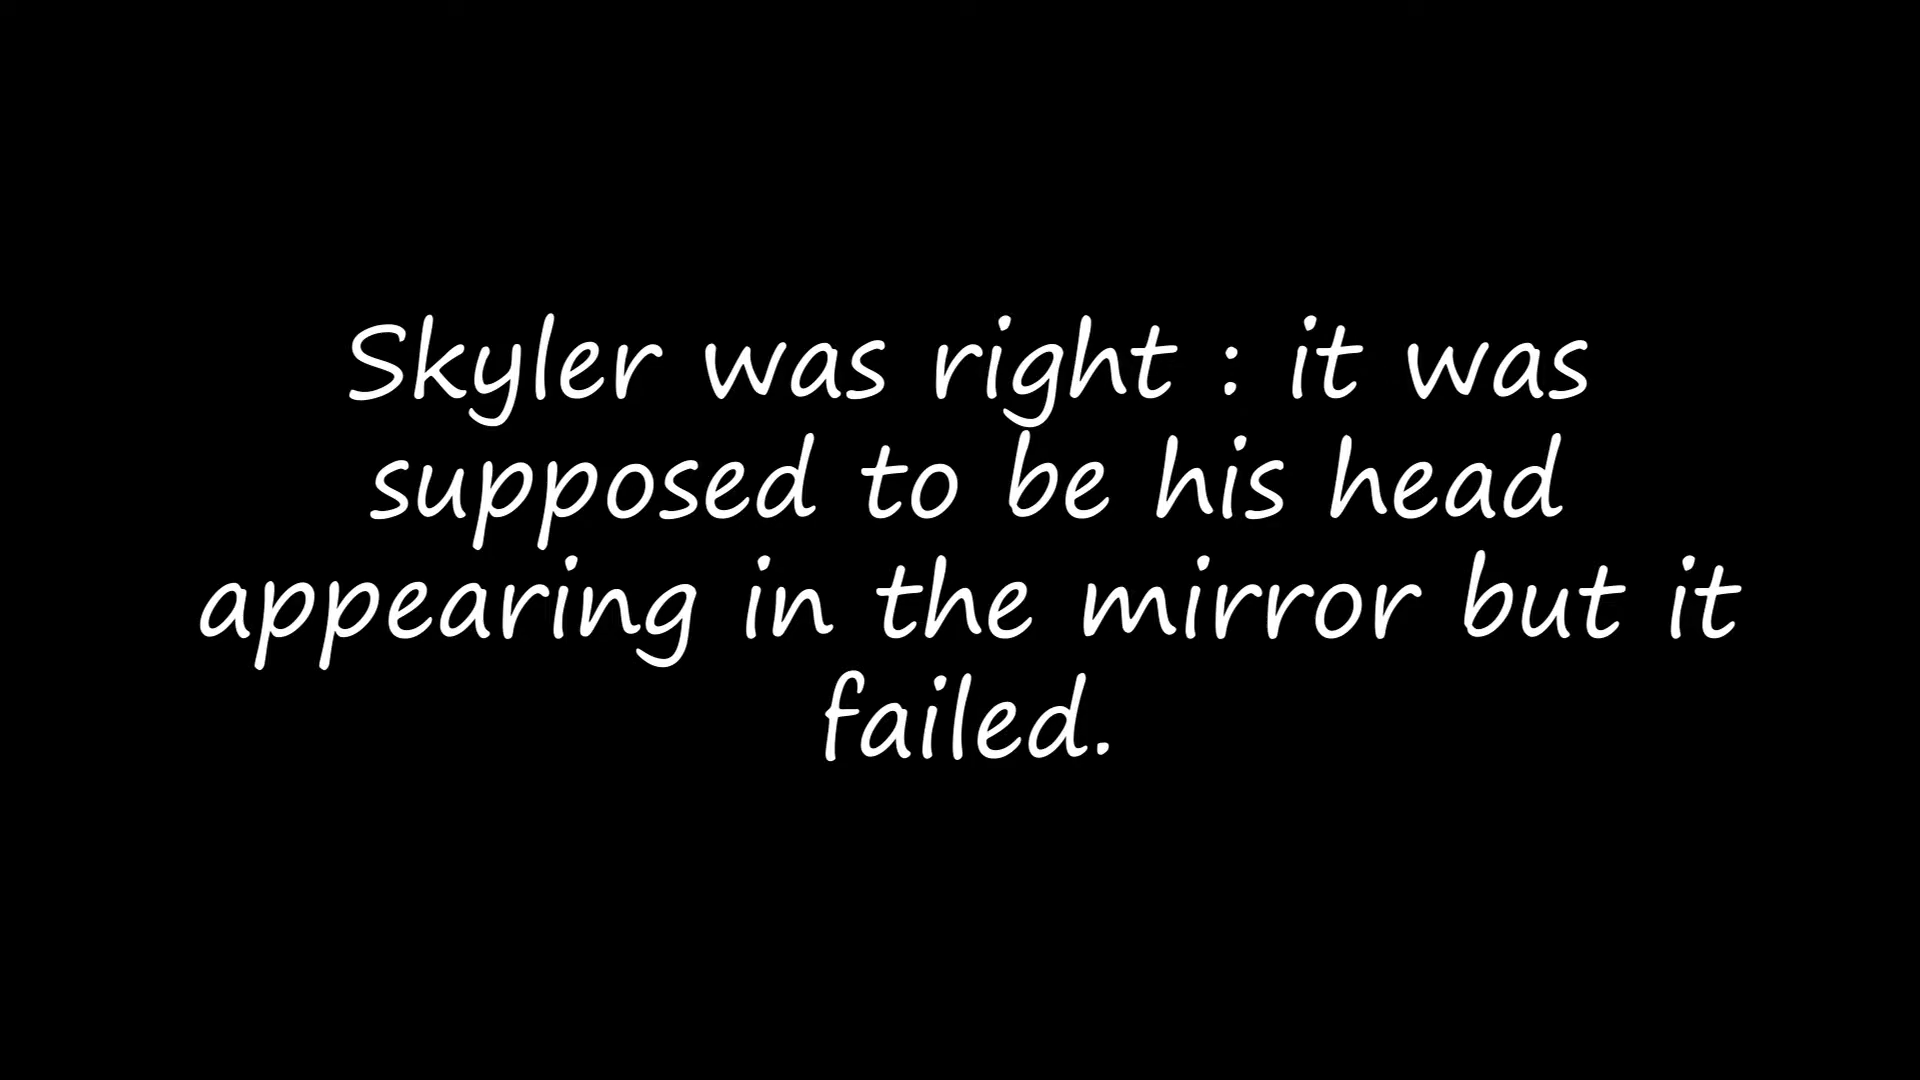 Skyler was right : it was
supposed to be his head
appearing in the mirror but it
failed.